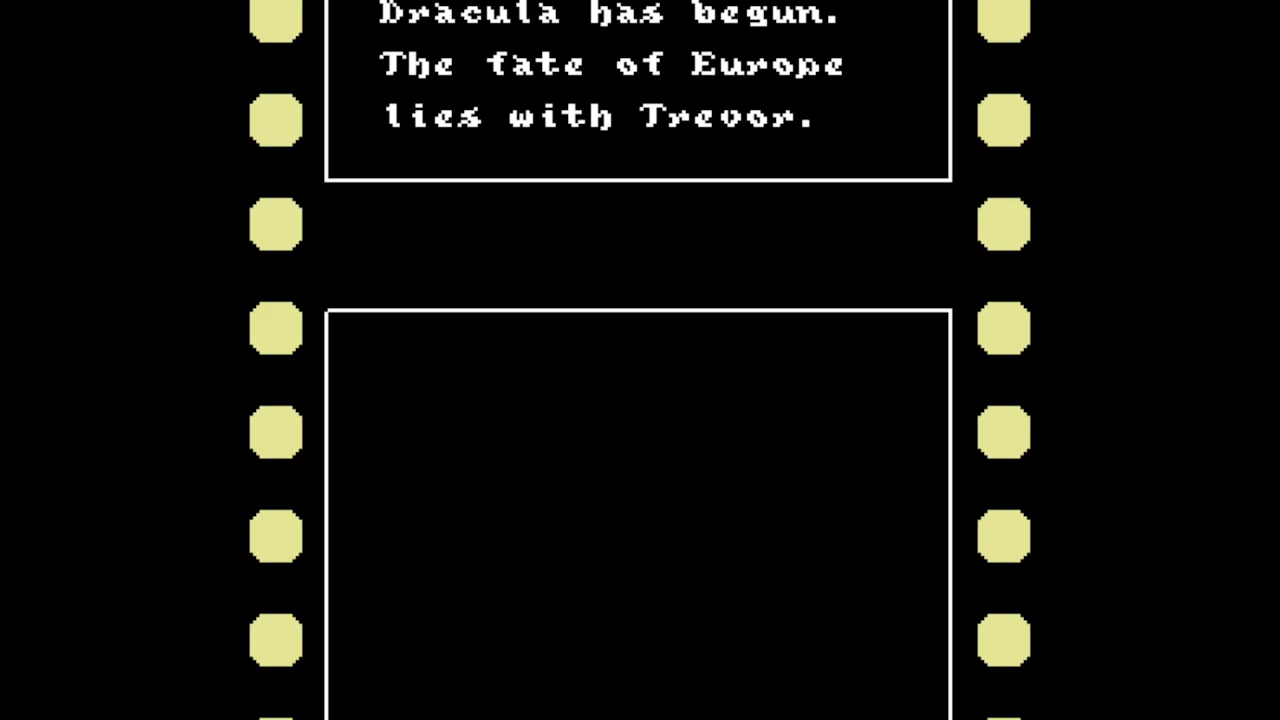 Dracula has begun.
The fate of Europe
lies with Trevor.